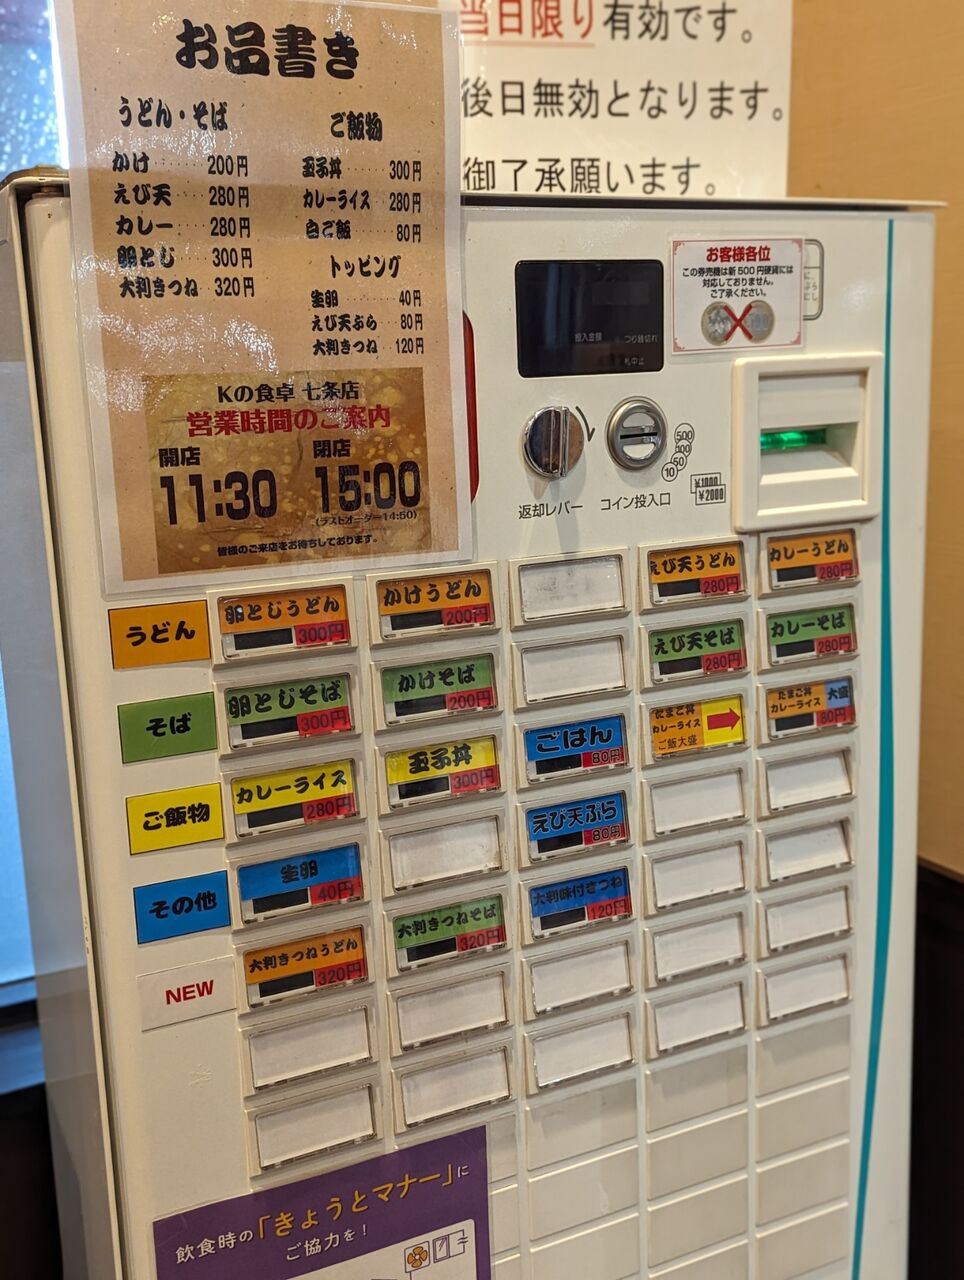 当日限り有効です。
後日無効となります。
御了承願います。
お品書き
うどん・そば
かけ 200円
えび天 280円
カレー 280円
卵とじ 300円
大判きつね 320円
ご飯物
玉子丼 300円
カレーライス 280円
白ご飯 80円
トッピング
生卵 40円
えび天ぷら 80円
大判きつね 120円
Kの食卓 七条店
営業時間のご案内
開店 閉店
11:30 15:00
(ラストオーダー14:50)
皆様のご来店をお待ちしております。
お客様各位
この券売機は新500円硬貨には
対応しておりません。
ご了承ください。
投入金額 つり銭切れ
札中止
返却レバー
コイン投入口
500
100
50
10
¥1000
¥2000
うどん
卵とじうどん 300円
かけうどん 200円
えび天うどん 280円
カレーうどん 280円
そば
卵とじそば 300円
かけそば 200円
えび天そば 280円
カレーそば 280円
ご飯物
カレーライス 280円
玉子丼 300円
ごはん 80円
たまご丼
カレーライス
ご飯大盛
たまご丼
カレーライス
大盛
80円
その他
生卵 40円
えび天ぷら 80円
NEW
大判きつねうどん 320円
大判きつねそば 320円
大判味付きつね 120円
飲食時の「きょうとマナー」に
ご協力を!